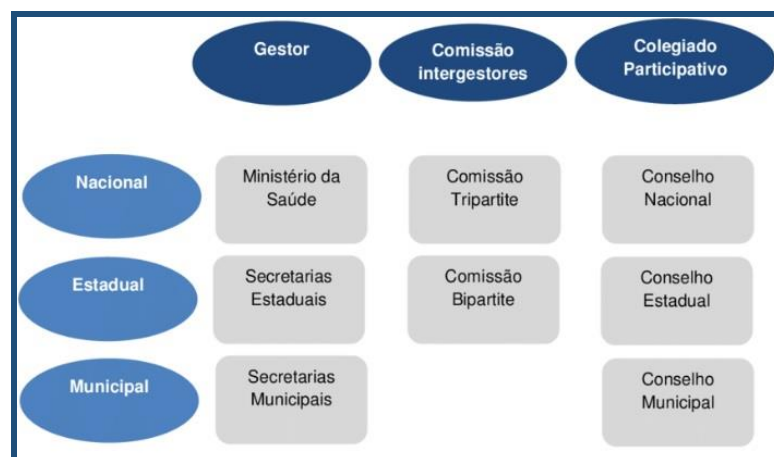 Gestor
Comissão
intergestores
Colegiado
Participativo
Nacional
Ministério da
Saúde
Comissão
Tripartite
Conselho
Nacional
Estadual
Secretarias
Estaduais
Comissão
Bipartite
Conselho
Estadual
Municipal
Secretarias
Municipais
Conselho
Municipal